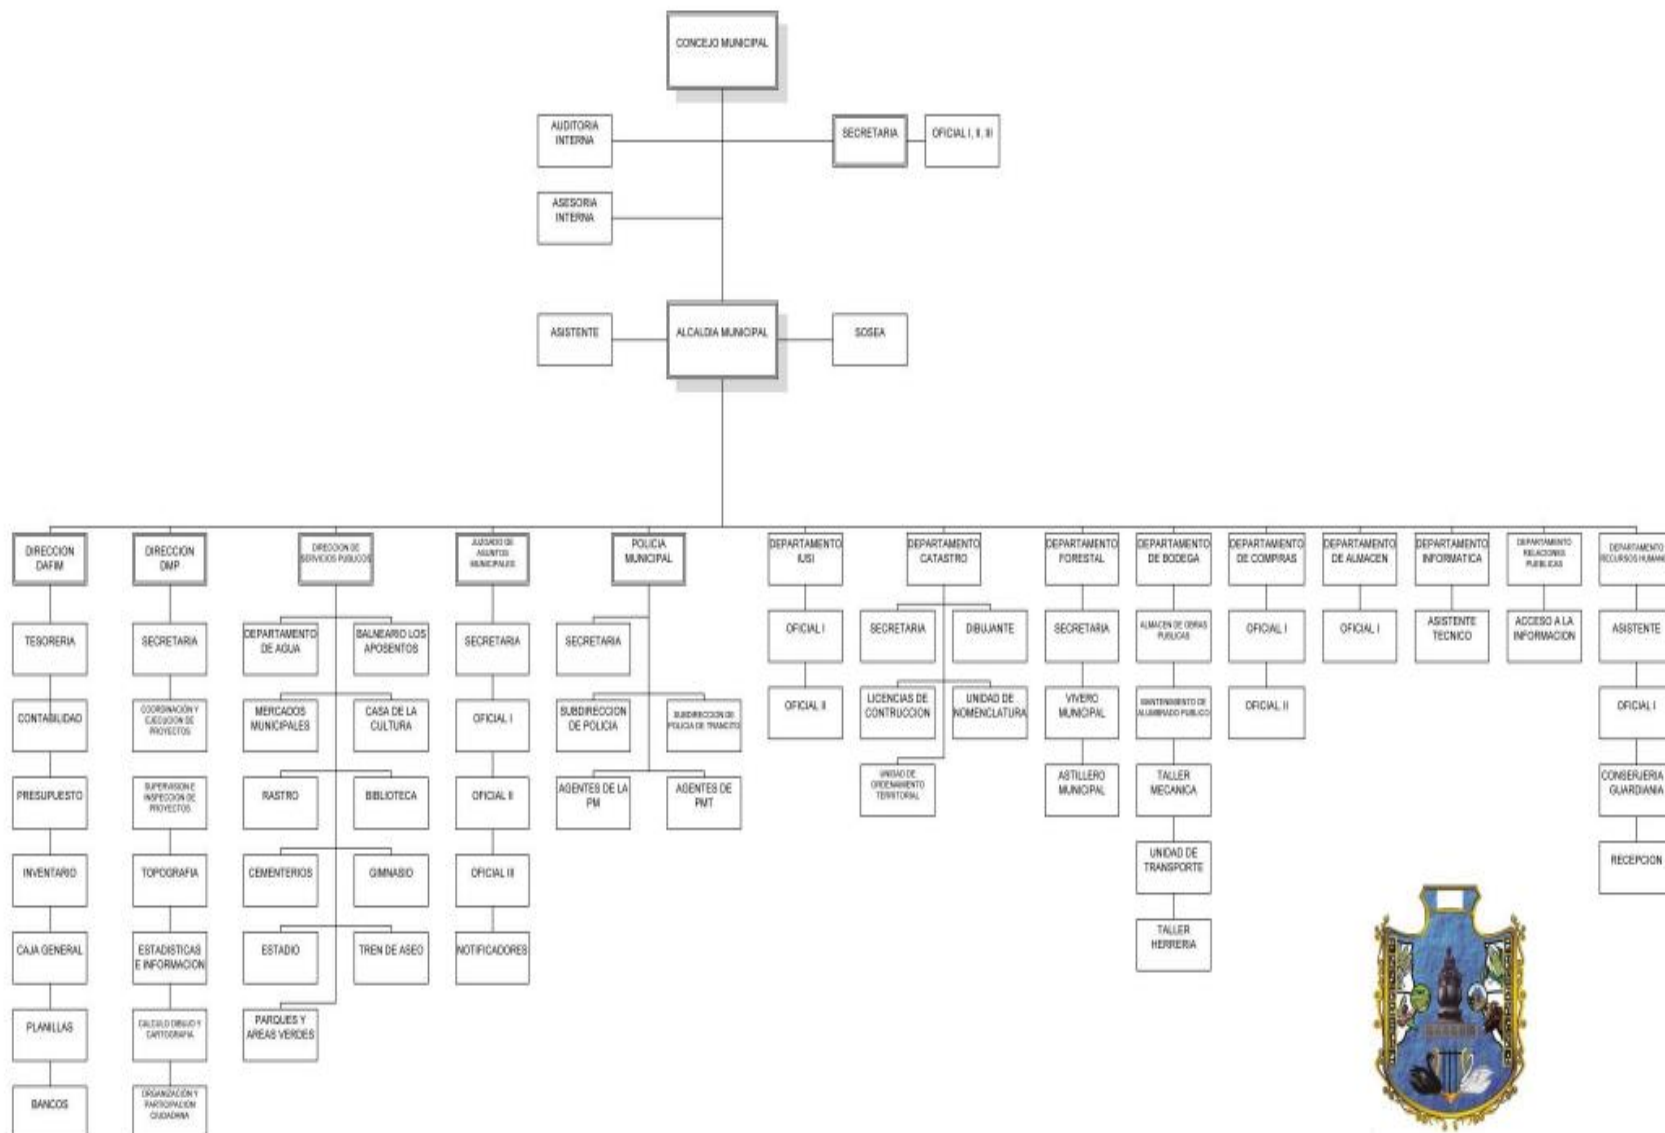 CONCEJO MUNICIPAL
AUDITORIA
INTERNA
SECRETARIA
OFICIAL I, II, III
ASESORIA
INTERNA
ASISTENTE
ALCALDIA MUNICIPAL
SOSEA
DIRECCION
DAFIM
DIRECCION
DMP
DIRECCION DE
SERVICIOS PUBLICOS
JUZGADO DE
ASUNTOS
MUNICIPALES
POLICIA
MUNICIPAL
DEPARTAMENTO
IUSI
DEPARTAMENTO
CATASTRO
DEPARTAMENTO
FORESTAL
DEPARTAMENTO
DE BODEGA
DEPARTAMENTO
DE COMPRAS
DEPARTAMENTO
DE ALMACEN
DEPARTAMENTO
INFORMATICA
DEPARTAMENTO
RELACIONES
PUEBLICAS
DEPARTAMENTO
RECURSOS HUMAN
TESORERIA
CONTABILIDAD
PRESUPUESTO
INVENTARIO
CAJA GENERAL
PLANILLAS
BANCOS
SECRETARIA
COORDINACIÓN Y
EJECUCION DE
PROYECTOS
SUPERVISION E
INSPECCION DE
PROYECTOS
TOPOGRAFIA
ESTADISTICAS
E INFORMACION
CALCULO DIBUJO Y
CARTOGRAFIA
ORGANIZACIÓN Y
PARTICIPACIÓN
CIUDADANA
DEPARTAMENTO
DE AGUA
BALNEARIO LOS
APOSENTOS
MERCADOS
MUNICIPALES
CASA DE LA
CULTURA
RASTRO
BIBLIOTECA
CEMENTERIOS
GIMNASIO
ESTADIO
TREN DE ASEO
PARQUES Y
AREAS VERDES
SECRETARIA
OFICIAL I
OFICIAL II
OFICIAL III
NOTIFICADORES
SECRETARIA
SUBDIRECCION
DE POLICIA
SUBDIRECCION DE
POLICIA DE TRANCITO
AGENTES DE LA
PM
AGENTES DE
PMT
OFICIAL I
OFICIAL II
SECRETARIA
DIBUJANTE
LICENCIAS DE
CONTRUCCION
UNIDAD DE
NOMENCLATURA
UNIDAD DE
ORDENAMIENTO
TERRITORIAL
SECRETARIA
VIVERO
MUNICIPAL
ASTILLERO
MUNICIPAL
ALMACEN DE OBRAS
PUBLICAS
MANTENIMIENTO DE
ALUMBRADO PUBLICO
TALLER
MECANICA
UNIDAD DE
TRANSPORTE
TALLER
HERRERIA
OFICIAL I
OFICIAL II
OFICIAL I
ASISTENTE
TECNICO
ACCESO A LA
INFORMACION
ASISTENTE
OFICIAL I
CONSERJERIA
GUARDIANIA
RECEPCION